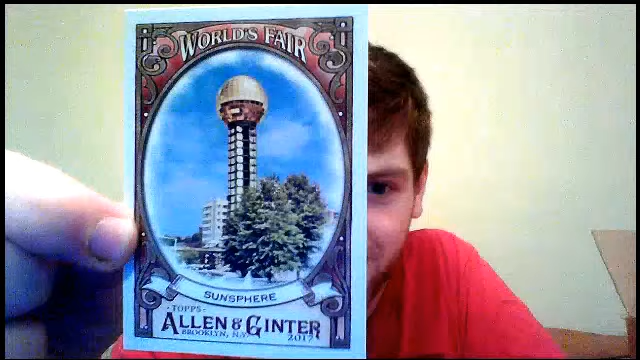 WORLD'S FAIR
SUNSPHERE
-TOPPS-
ALLEN & GINTER
BROOKLYN, N.Y.
2017